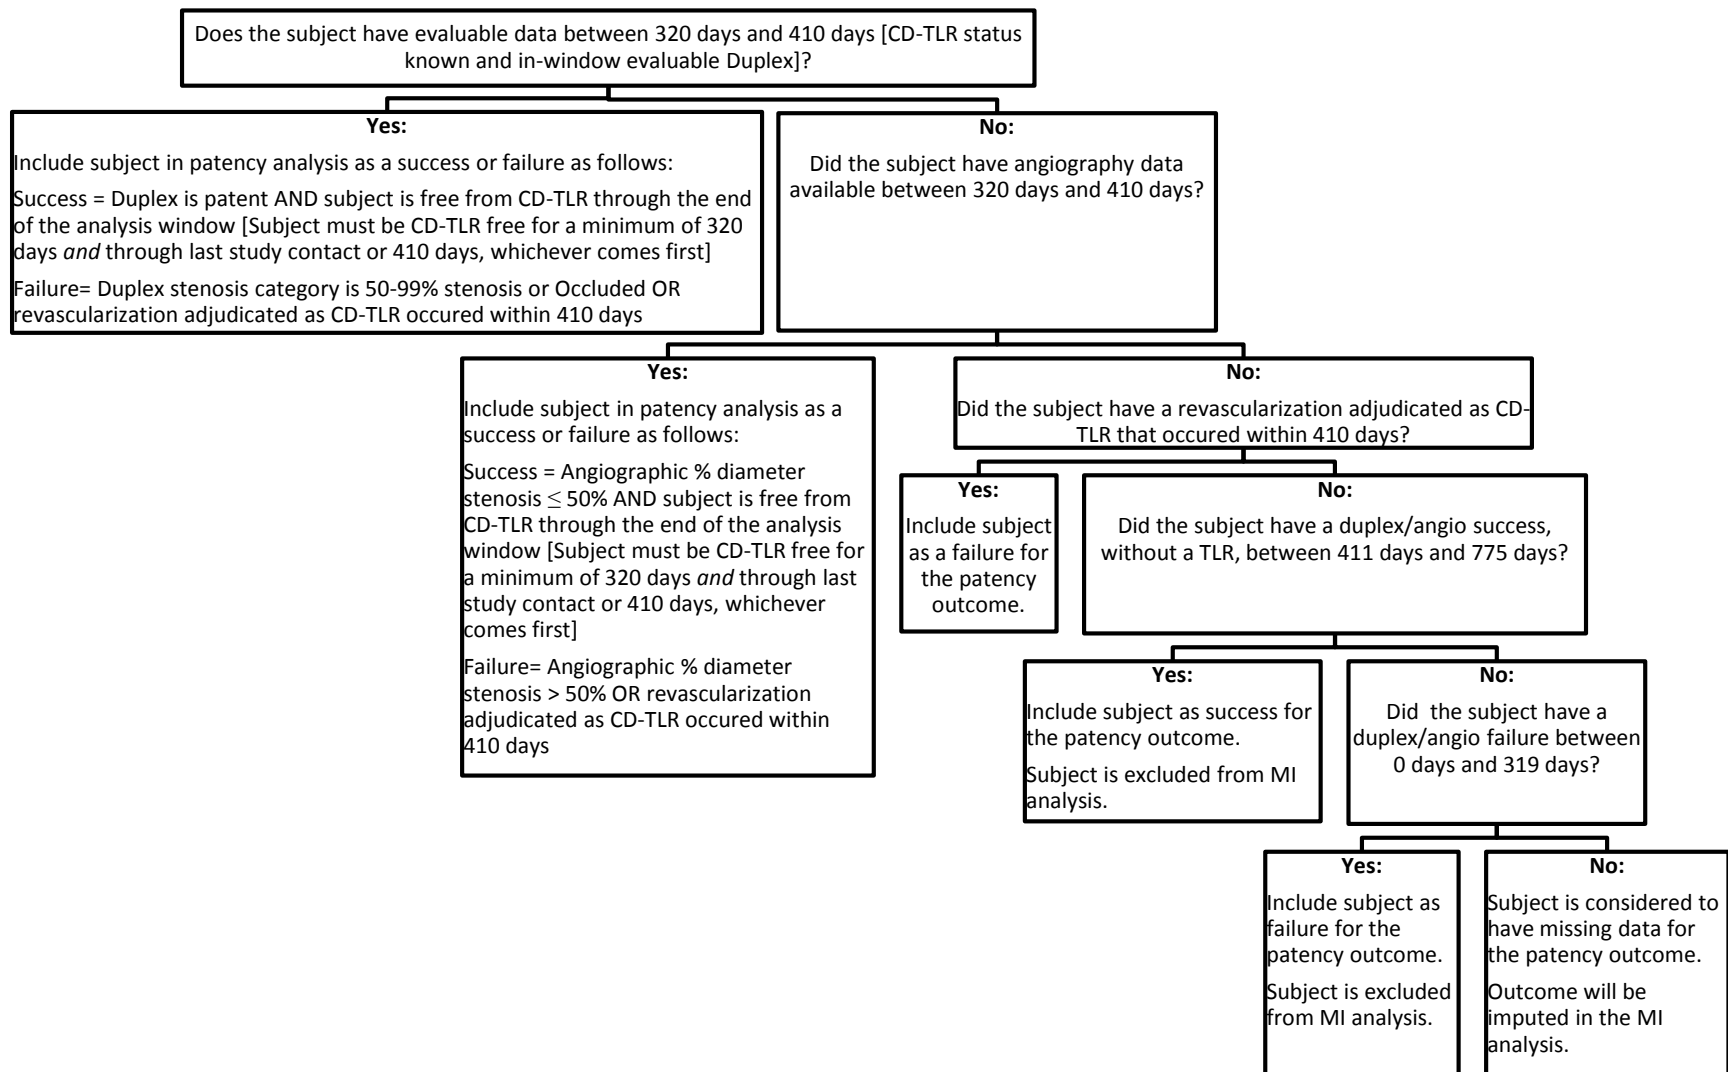 Does the subject have evaluable data between 320 days and 410 days [CD-TLR status
known and in-window evaluable Duplex]?
Yes:
Include subject in patency analysis as a success or failure as follows:
Success = Duplex is patent AND subject is free from CD-TLR through the end
of the analysis window [Subject must be CD-TLR free for a minimum of 320
days and through last study contact or 410 days, whichever comes first]
Failure= Duplex stenosis category is 50-99% stenosis or Occluded OR
revascularization adjudicated as CD-TLR occured within 410 days
No:
Did the subject have angiography data
available between 320 days and 410 days?
Yes:
Include subject in patency analysis as a
success or failure as follows:
Success = Angiographic % diameter
stenosis ≤ 50% AND subject is free from
CD-TLR through the end of the analysis
window [Subject must be CD-TLR free for
a minimum of 320 days and through last
study contact or 410 days, whichever
comes first]
Failure= Angiographic % diameter
stenosis > 50% OR revascularization
adjudicated as CD-TLR occured within
410 days
No:
Did the subject have a revascularization adjudicated as CD-
TLR that occured within 410 days?
Yes:
Include subject
as a failure for
the patency
outcome.
No:
Did the subject have a duplex/angio success,
without a TLR, between 411 days and 775 days?
Yes:
Include subject as success for
the patency outcome.
Subject is excluded from MI
analysis.
No:
Did the subject have a
duplex/angio failure between
0 days and 319 days?
Yes:
Include subject as
failure for the
patency outcome.
Subject is excluded
from MI analysis.
No:
Subject is considered to
have missing data for
the patency outcome.
Outcome will be
imputed in the MI
analysis.